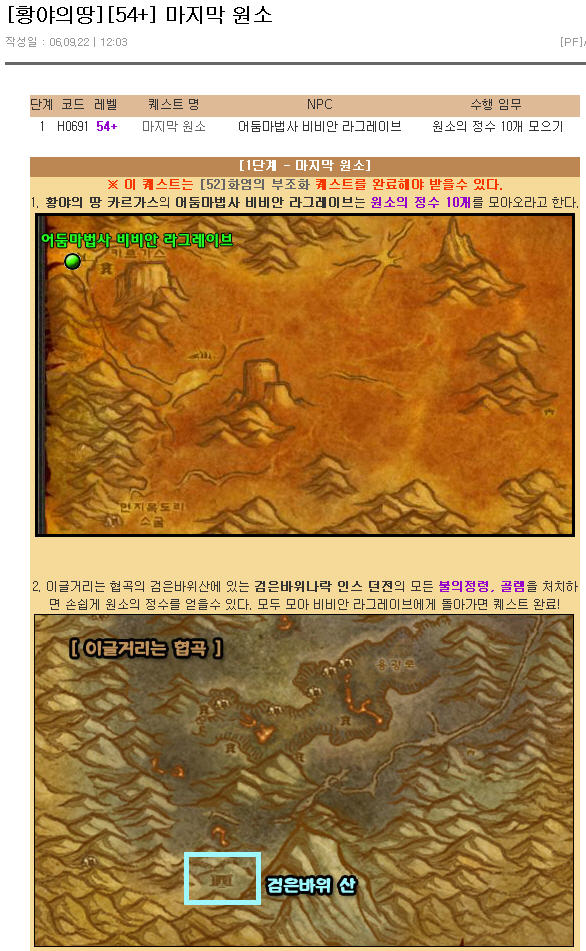 [황야의땅][54+] 마지막 원소
작성일 : 06.09.22 | 12:03
[PF]
단계 코드 레벨 퀘스트 명 NPC 수행 임무
1 H0691 54+ 마지막 원소 어둠마법사 비비안 라그레이브 원소의 정수 10개 모으기
[1단계 - 마지막 원소]
※ 이 퀘스트는 [52]화염의 부조화 퀘스트를 완료해야 받을수 있다.
1. 황야의 땅 카르가스의 어둠마법사 비비안 라그레이브는 원소의 정수 10개를 모아오라고 한다.
어둠마법사 비비안 라그레이브
카르가스
먼지목도리
소굴
2. 이글거리는 협곡의 검은바위산에 있는 검은바위나락 인스 던전의 모든 불의정령, 골렘을 처치하
면 손쉽게 원소의 정수를 얻을수 있다. 모두 모아 비비안 라그레이브에게 돌아가면 퀘스트 완료!
[ 이글거리는 협곡 ]
용광로
검은바위 산